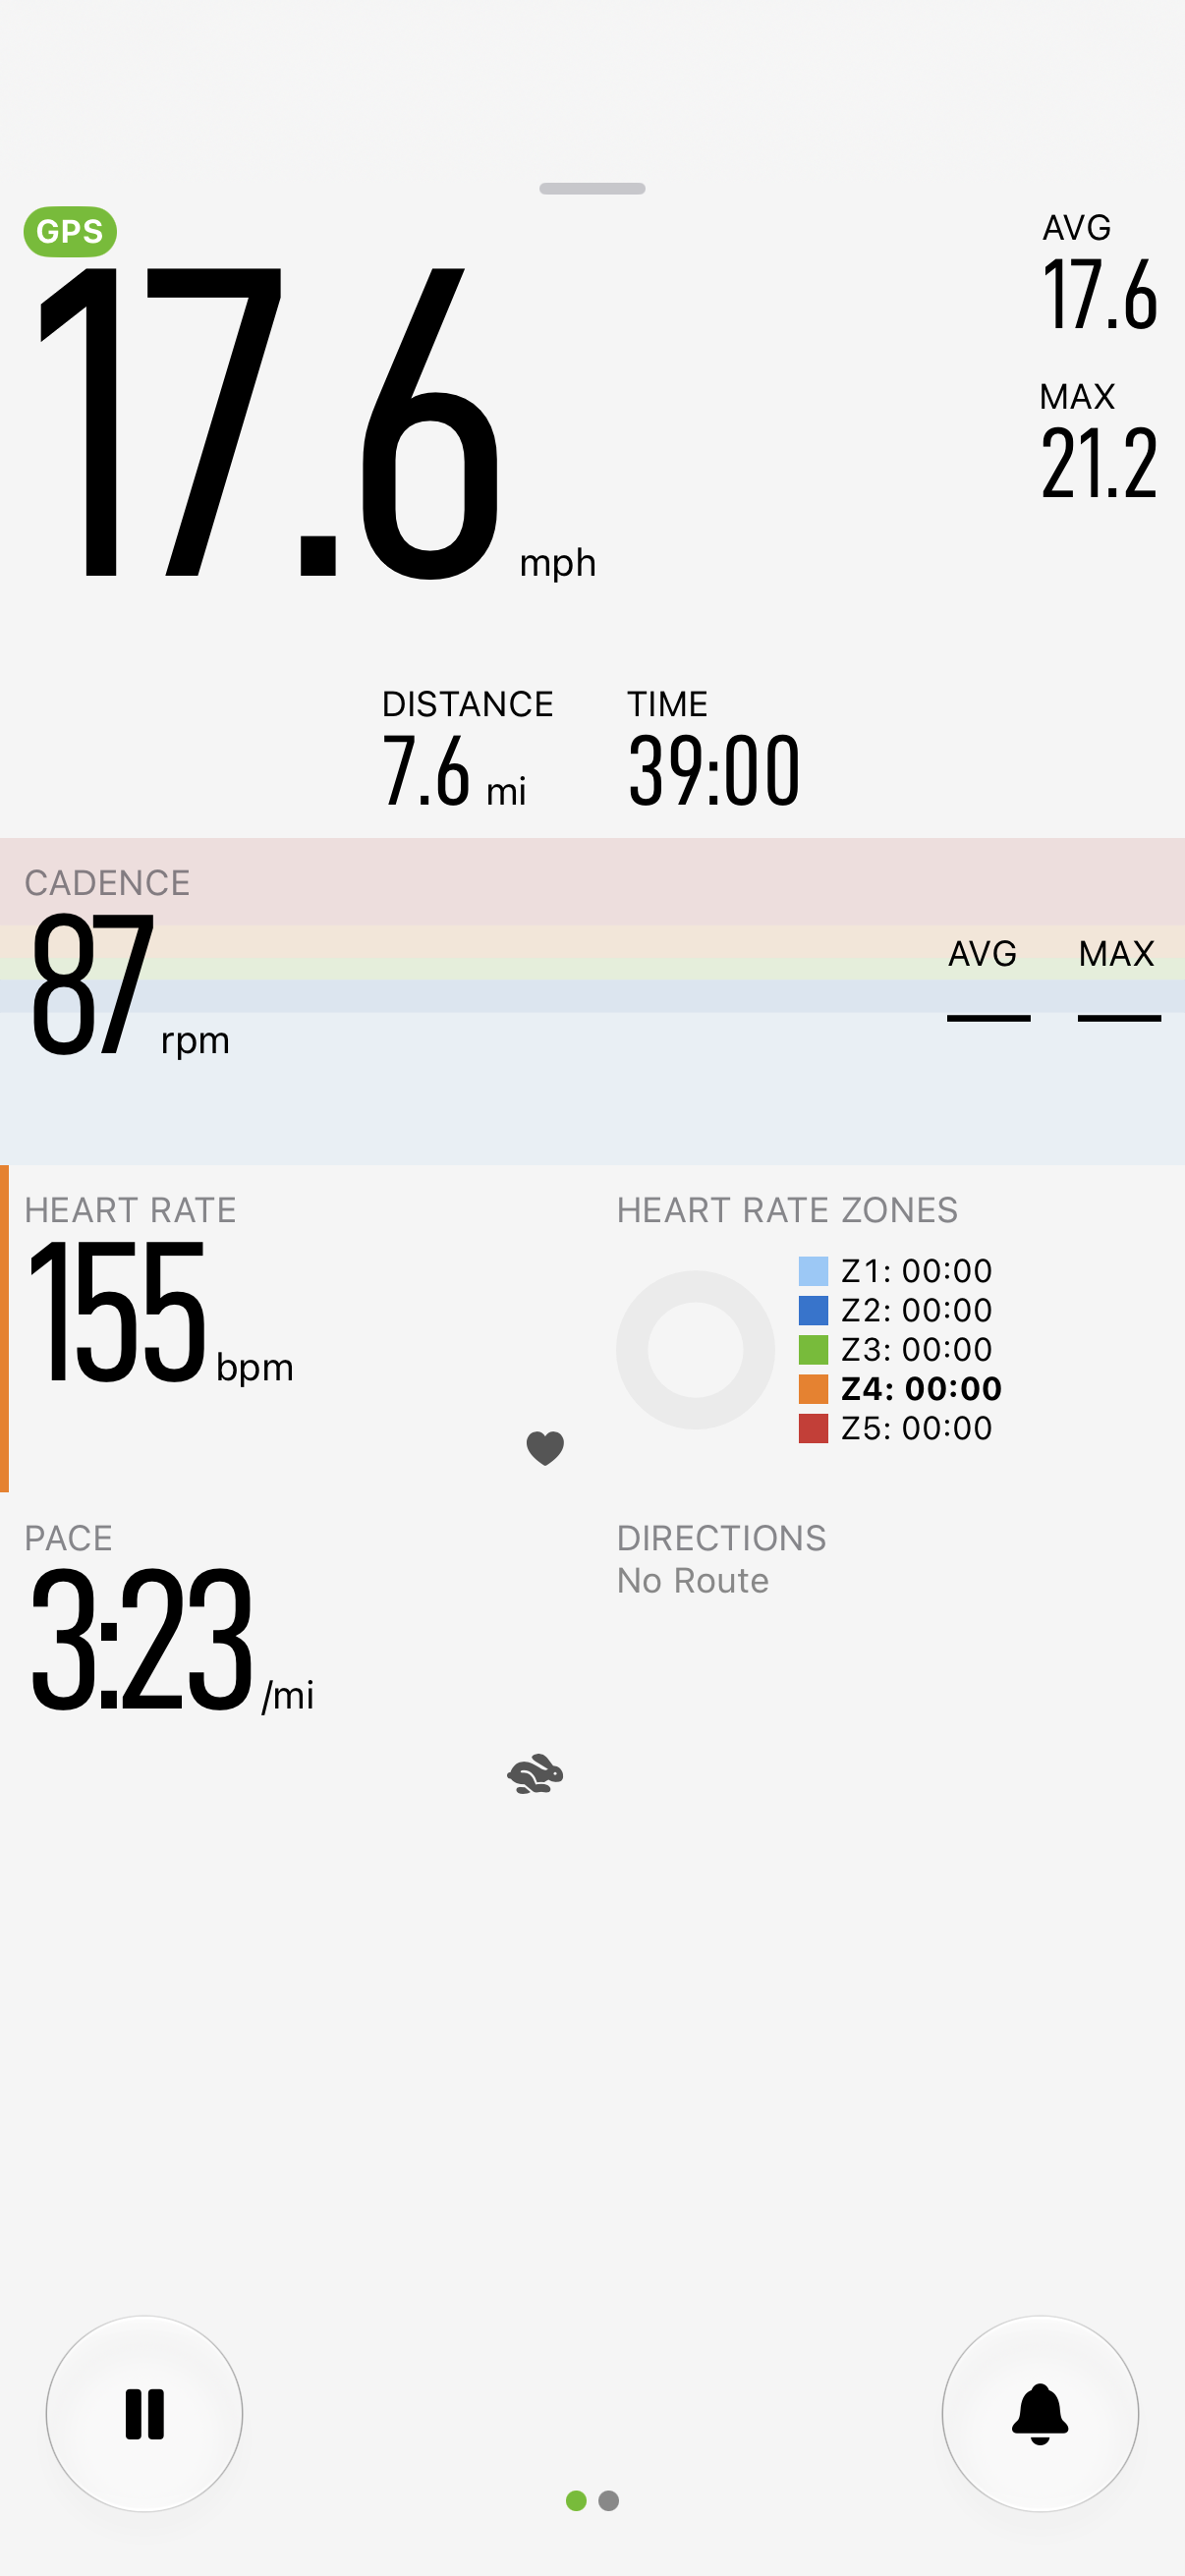 GPS
17.6 mph
AVG
17.6
MAX
21.2
DISTANCE
7.6 mi
TIME
39:00
CADENCE
87 rpm
AVG
MAX
HEART RATE
155 bpm
HEART RATE ZONES
Z1: 00:00
Z2: 00:00
Z3: 00:00
Z4: 00:00
Z5: 00:00
PACE
3:23 /mi
DIRECTIONS
No Route